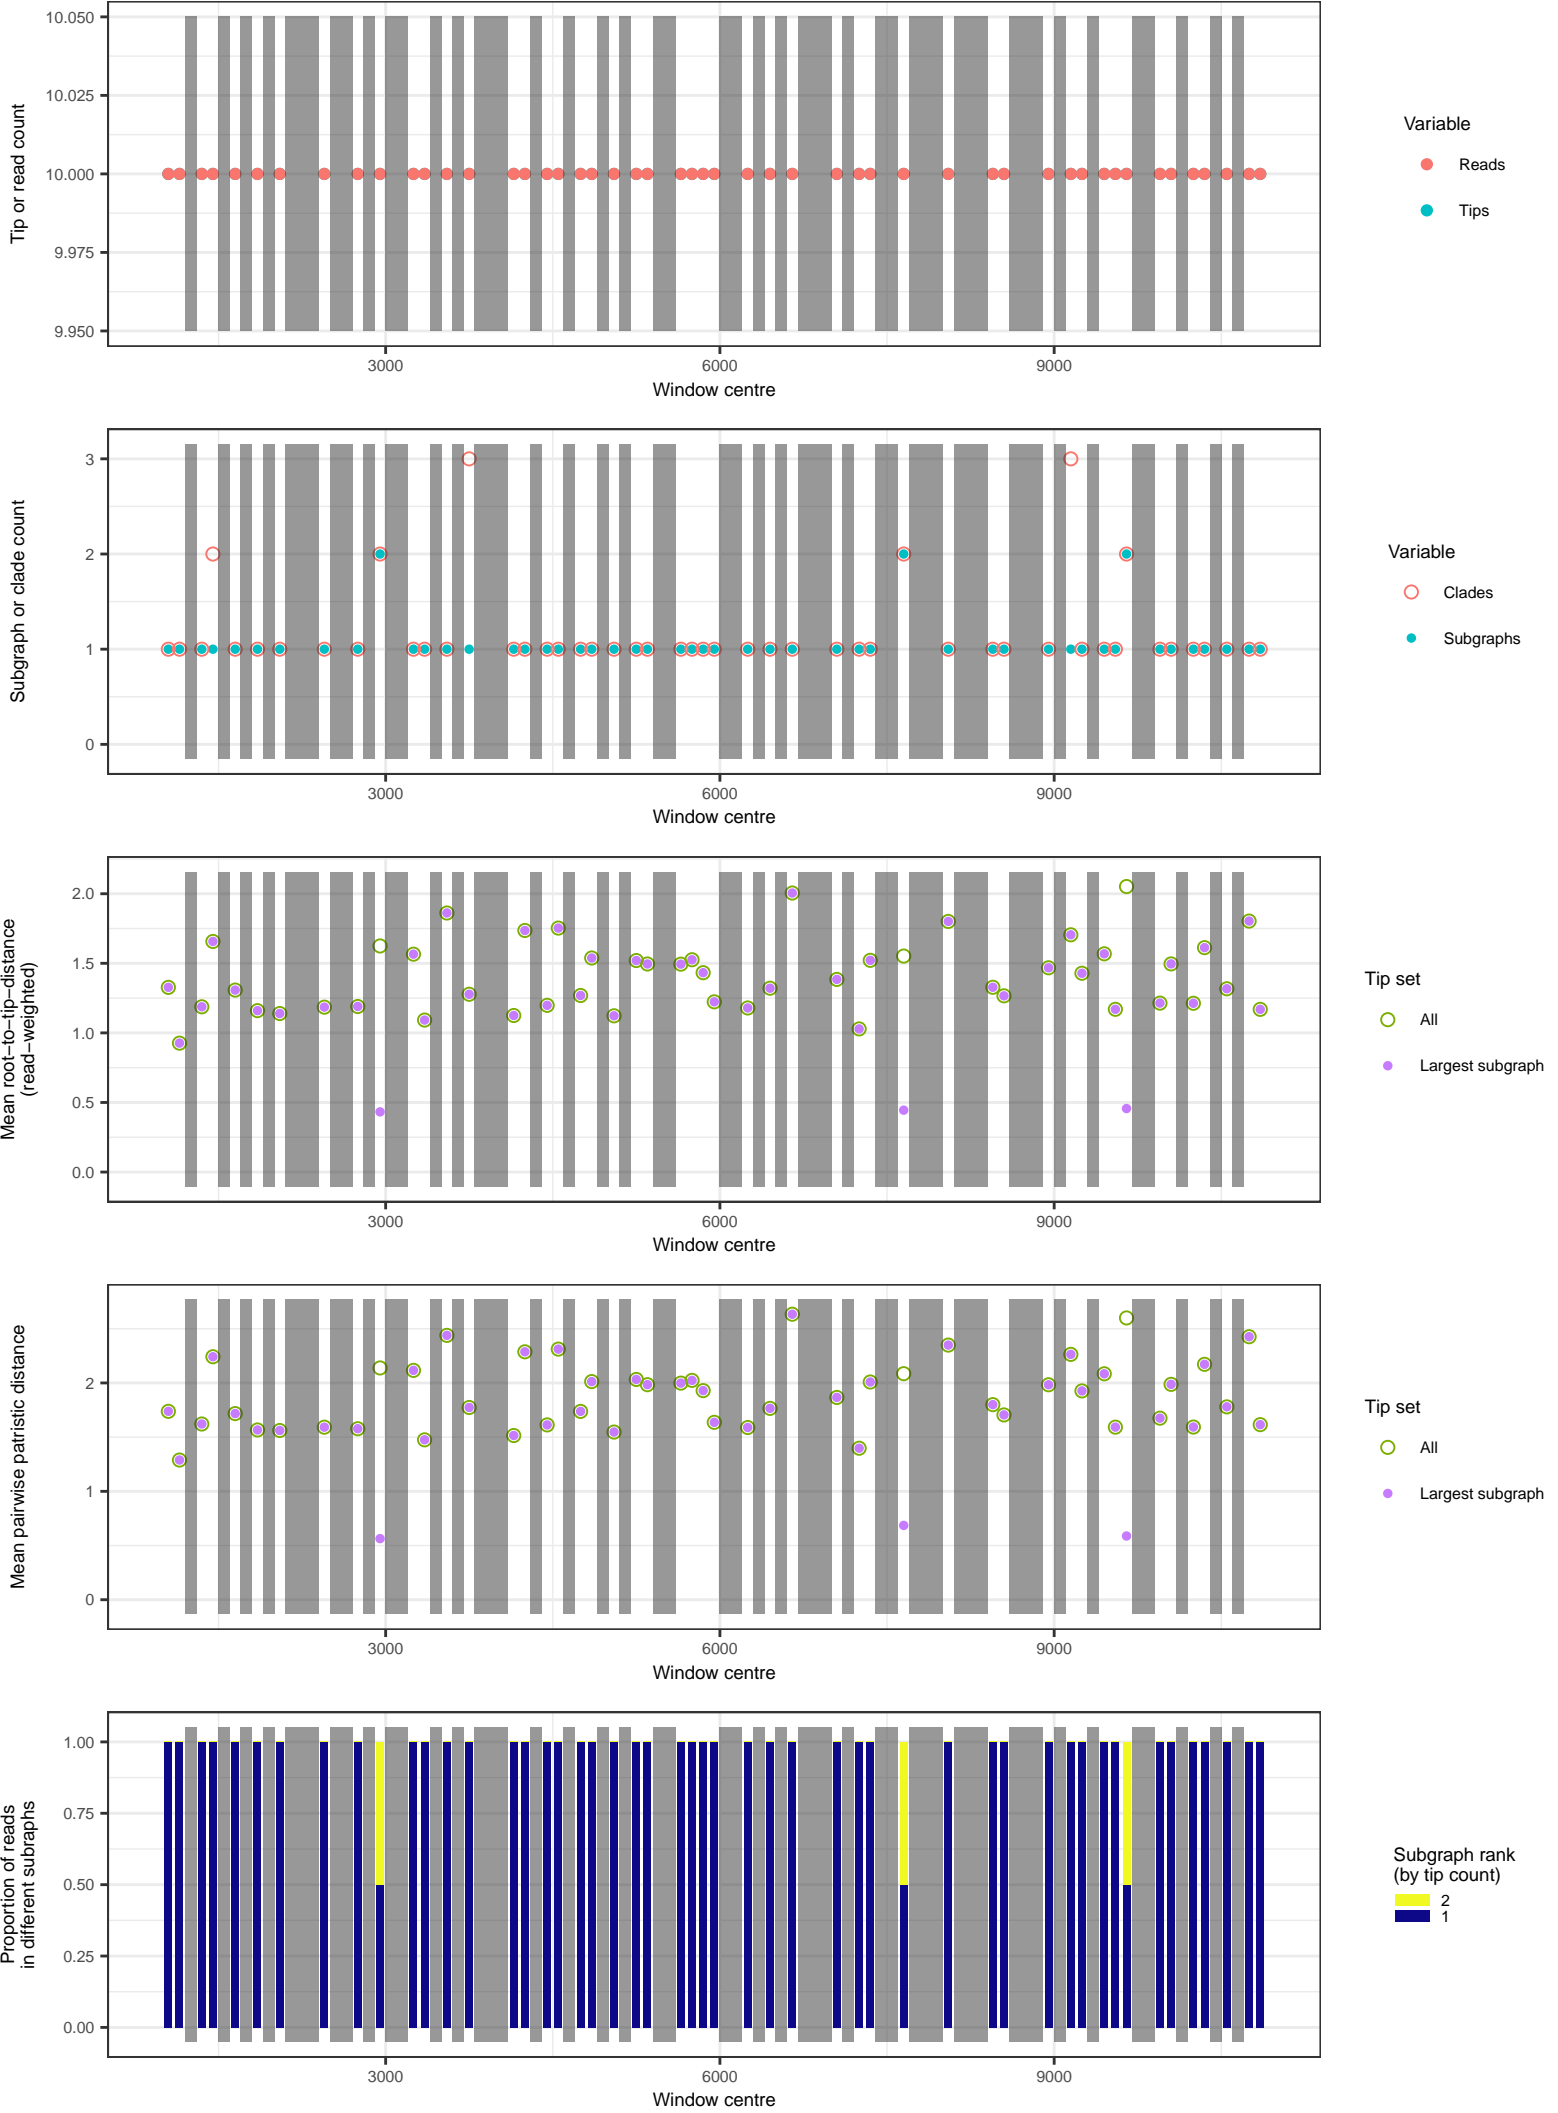 10.050
10.025
10.000
9.975
9.950
Tip or read count
3000
6000
9000
Window centre
Variable
Reads
Tips
3
2
1
0
Subgraph or clade count
3000
6000
9000
Window centre
Variable
Clades
Subgraphs
2.0
1.5
1.0
0.5
0.0
Mean root−to−tip−distance
(read−weighted)
3000
6000
9000
Window centre
Tip set
All
Largest subgraph
2
1
0
Mean pairwise patristic distance
3000
6000
9000
Window centre
Tip set
All
Largest subgraph
1.00
0.75
0.50
0.25
0.00
Proportion of reads
in different subraphs
3000
6000
9000
Window centre
Subgraph rank
(by tip count)
2
1